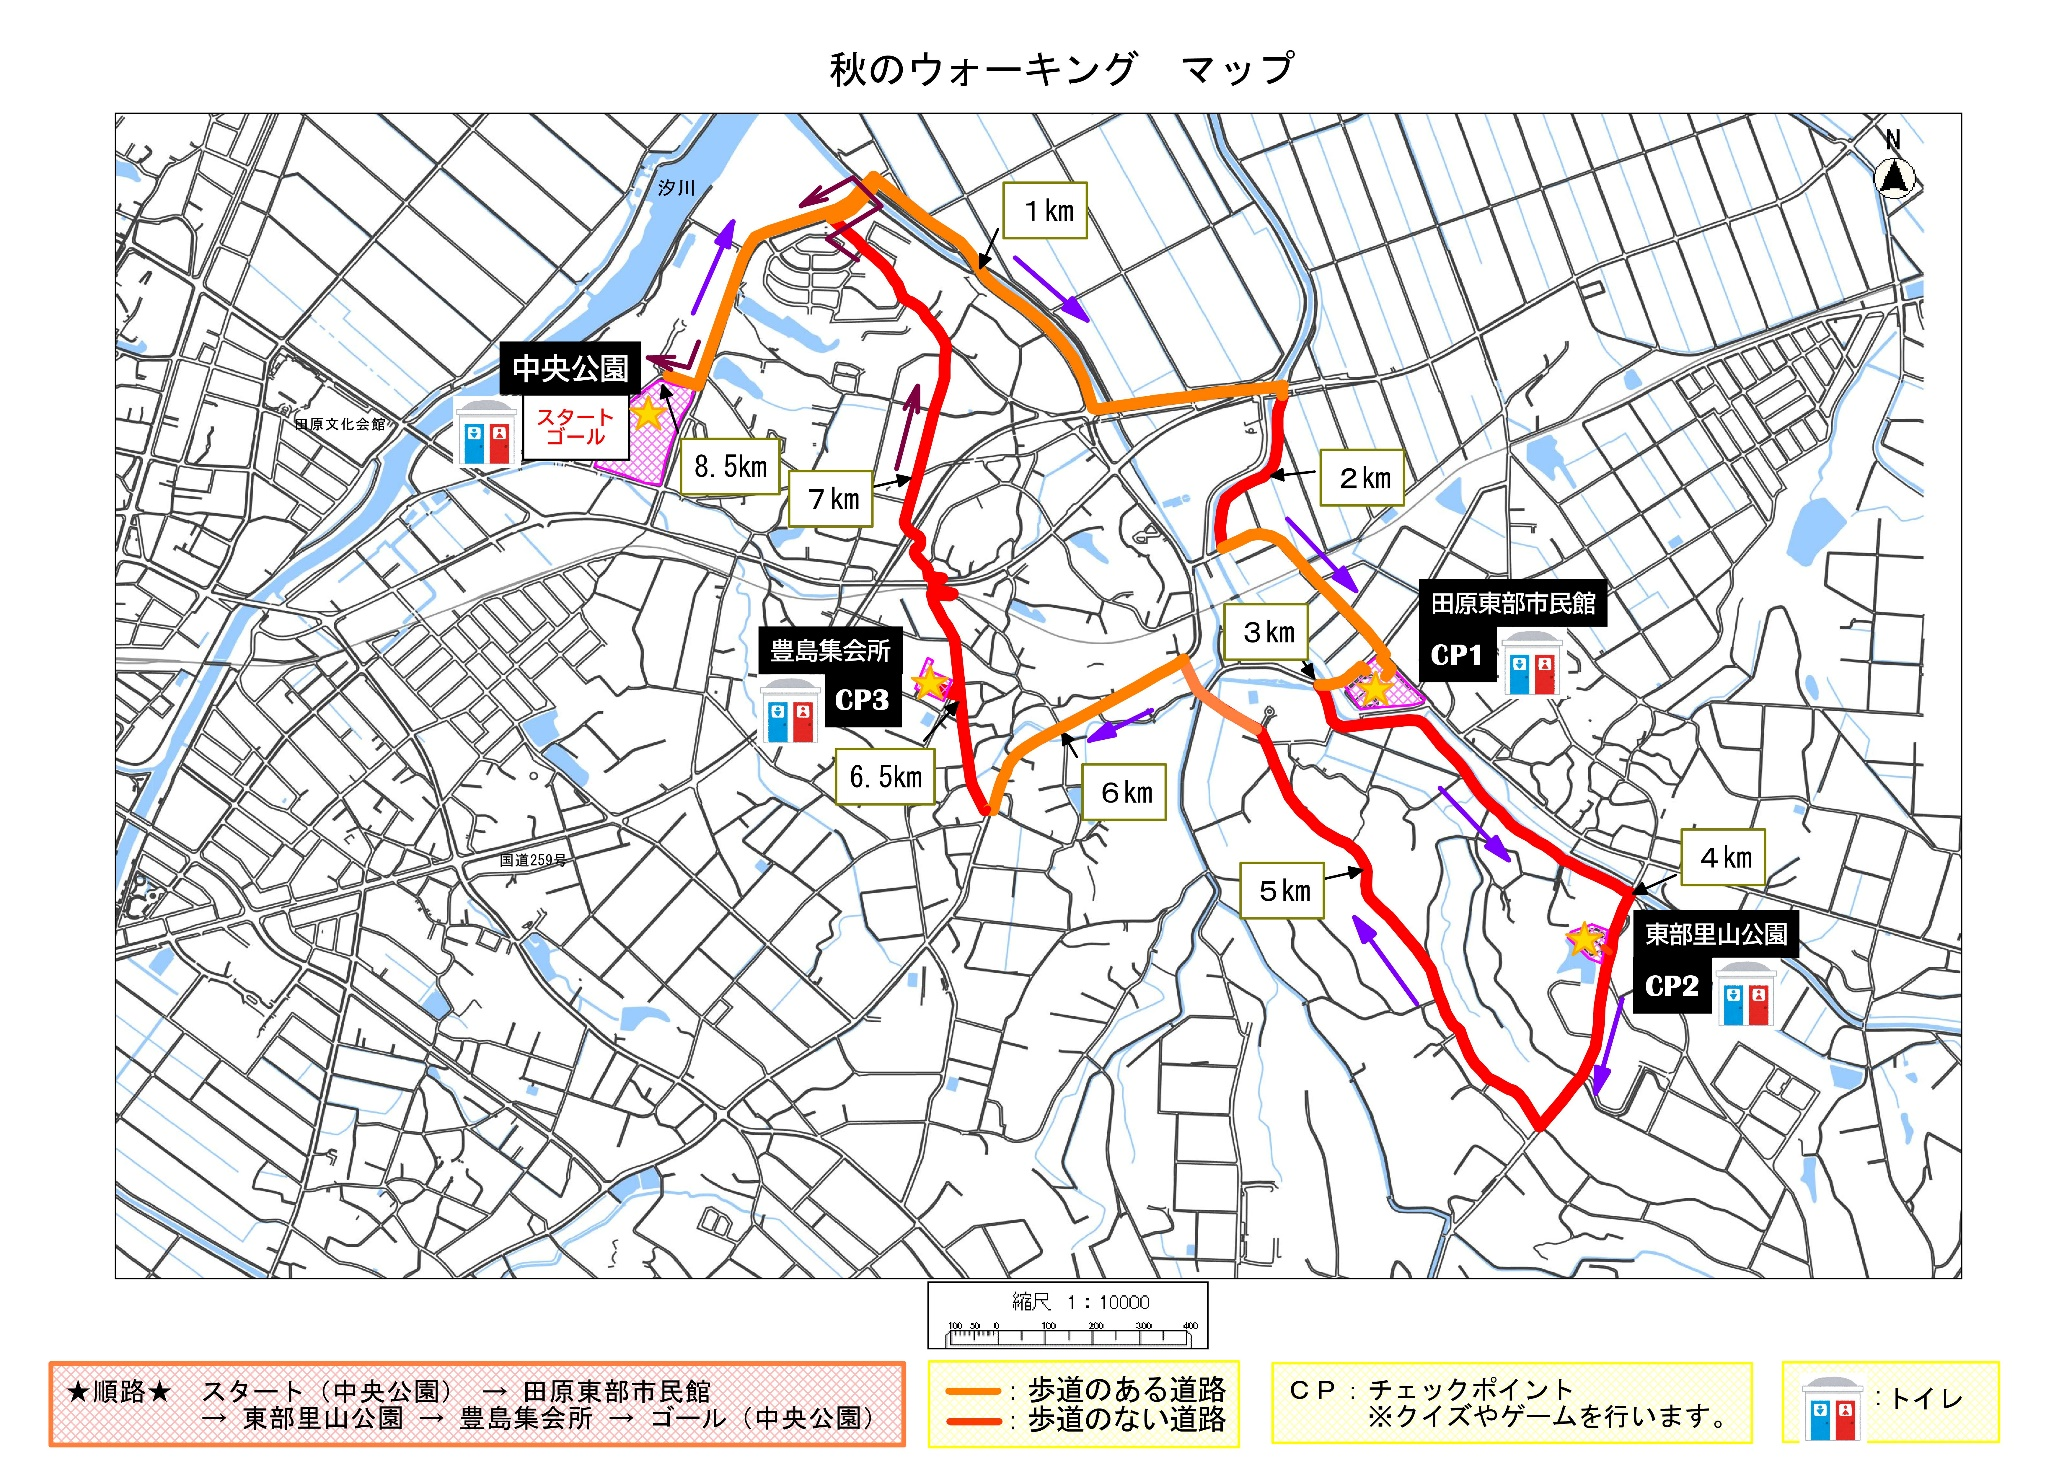 秋のウォーキング　マップ
N
汐川
1km
中央公園
スタート
ゴール
田原文化会館
8.5km
7km
2km
田原東部市民館
CP1
3km
豊島集会所
CP3
6.5km
6km
国道259号
4km
5km
東部里山公園
CP2
縮尺 1：10000
100 50 0 100 200 300 400
★順路★　スタート（中央公園） → 田原東部市民館
→ 東部里山公園 → 豊島集会所 → ゴール（中央公園）
：歩道のある道路
：歩道のない道路
ＣＰ：チェックポイント
※クイズやゲームを行います。
：トイレ